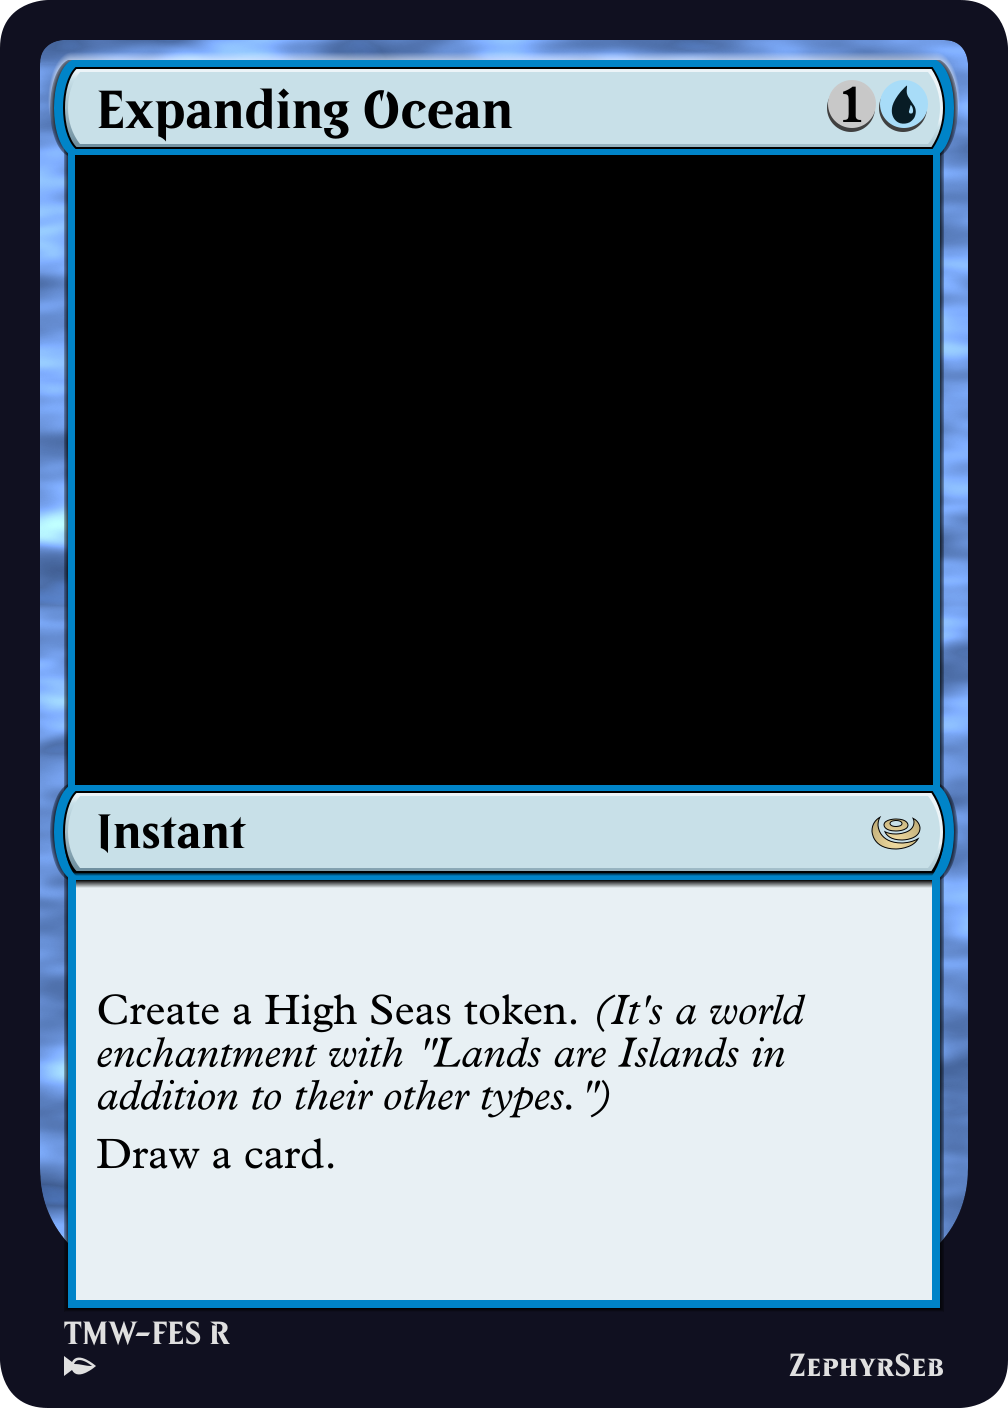 Expanding Ocean 1
Instant
Create a High Seas token. (It's a world
enchantment with "Lands are Islands in
addition to their other types.")
Draw a card.
TMW-FES R
ZephyrSeb